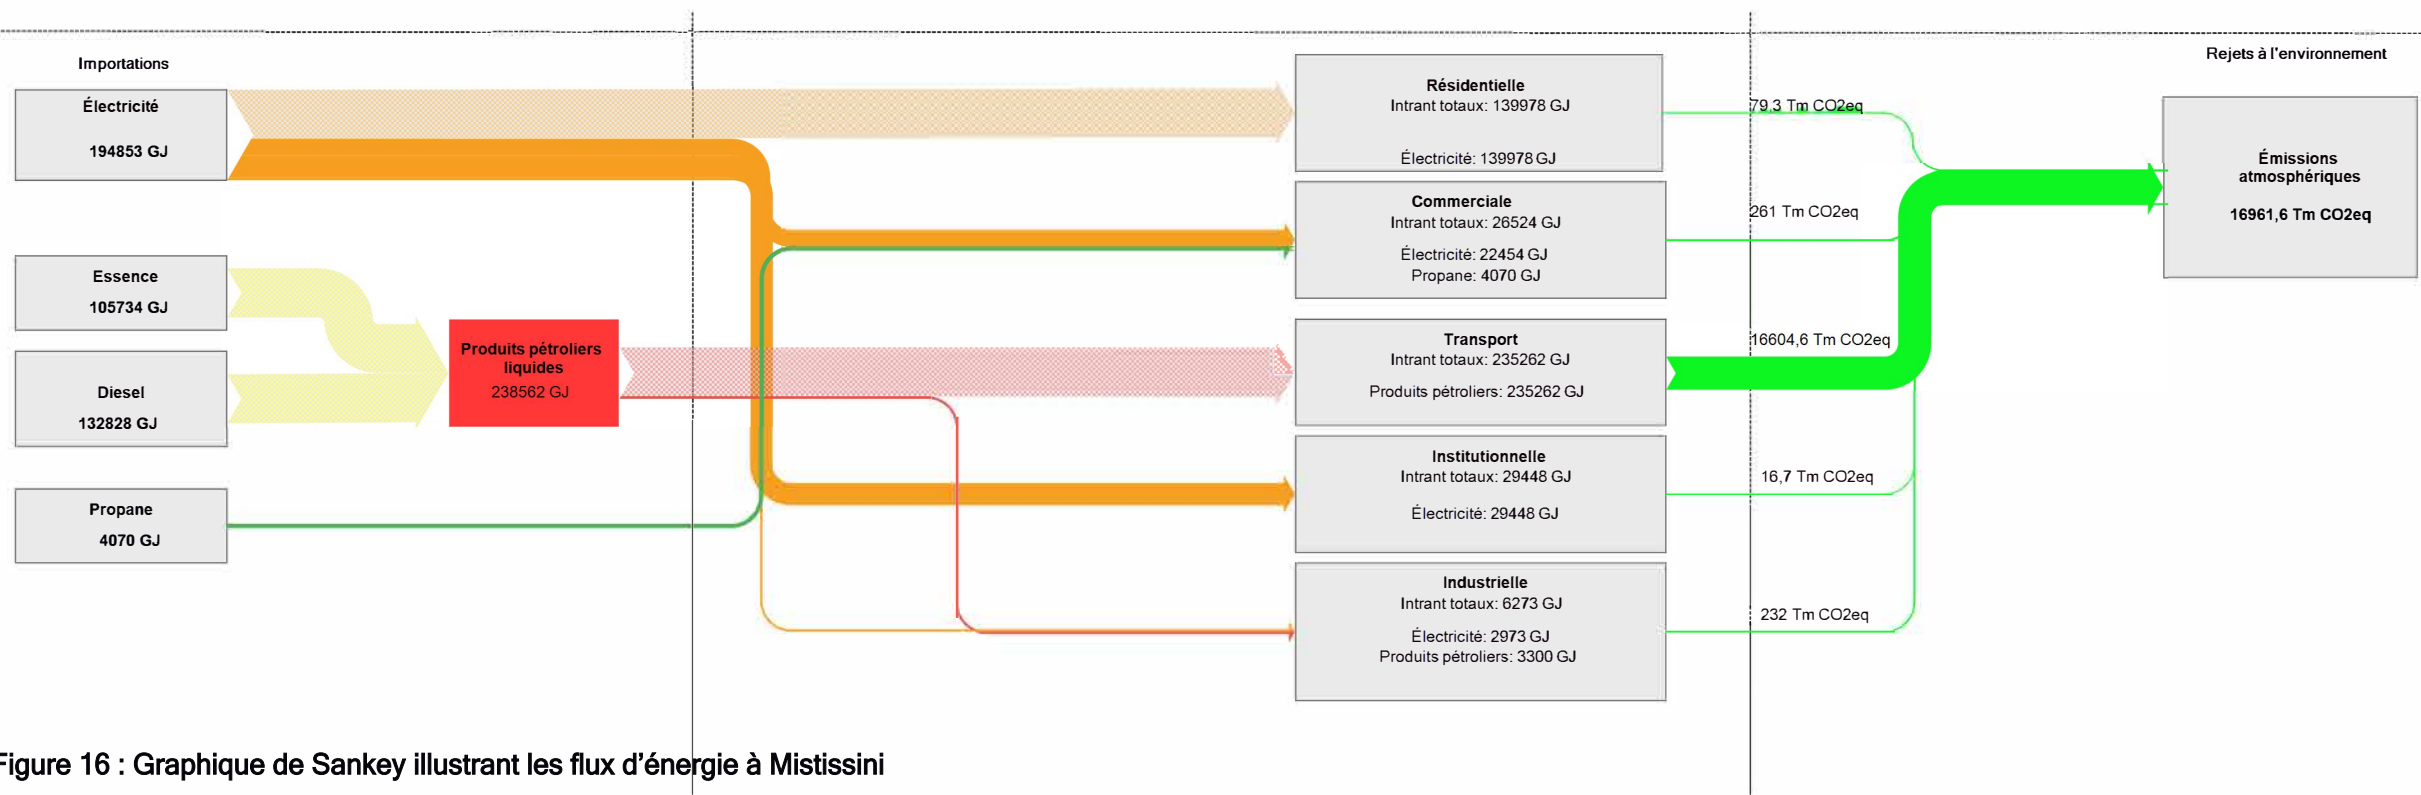 Importations
Électricité
194853 GJ
Essence
105734 GJ
Diesel
132828 GJ
Propane
4070 GJ
Produits pétroliers
liquides
238562 GJ
Résidentielle
Intrant totaux: 139978 GJ
Électricité: 139978 GJ
Commerciale
Intrant totaux: 26524 GJ
Électricité: 22454 GJ
Propane: 4070 GJ
Transport
Intrant totaux: 235262 GJ
Produits pétroliers: 235262 GJ
Institutionnelle
Intrant totaux: 29448 GJ
Électricité: 29448 GJ
Industrielle
Intrant totaux: 6273 GJ
Électricité: 2973 GJ
Produits pétroliers: 3300 GJ
79,3 Tm CO2eq
261 Tm CO2eq
16604,6 Tm CO2eq
16,7 Tm CO2eq
232 Tm CO2eq
Rejets à l'environnement
Émissions
atmosphériques
16961,6 Tm CO2eq
Figure 16 : Graphique de Sankey illustrant les flux d'énergie à Mistissini